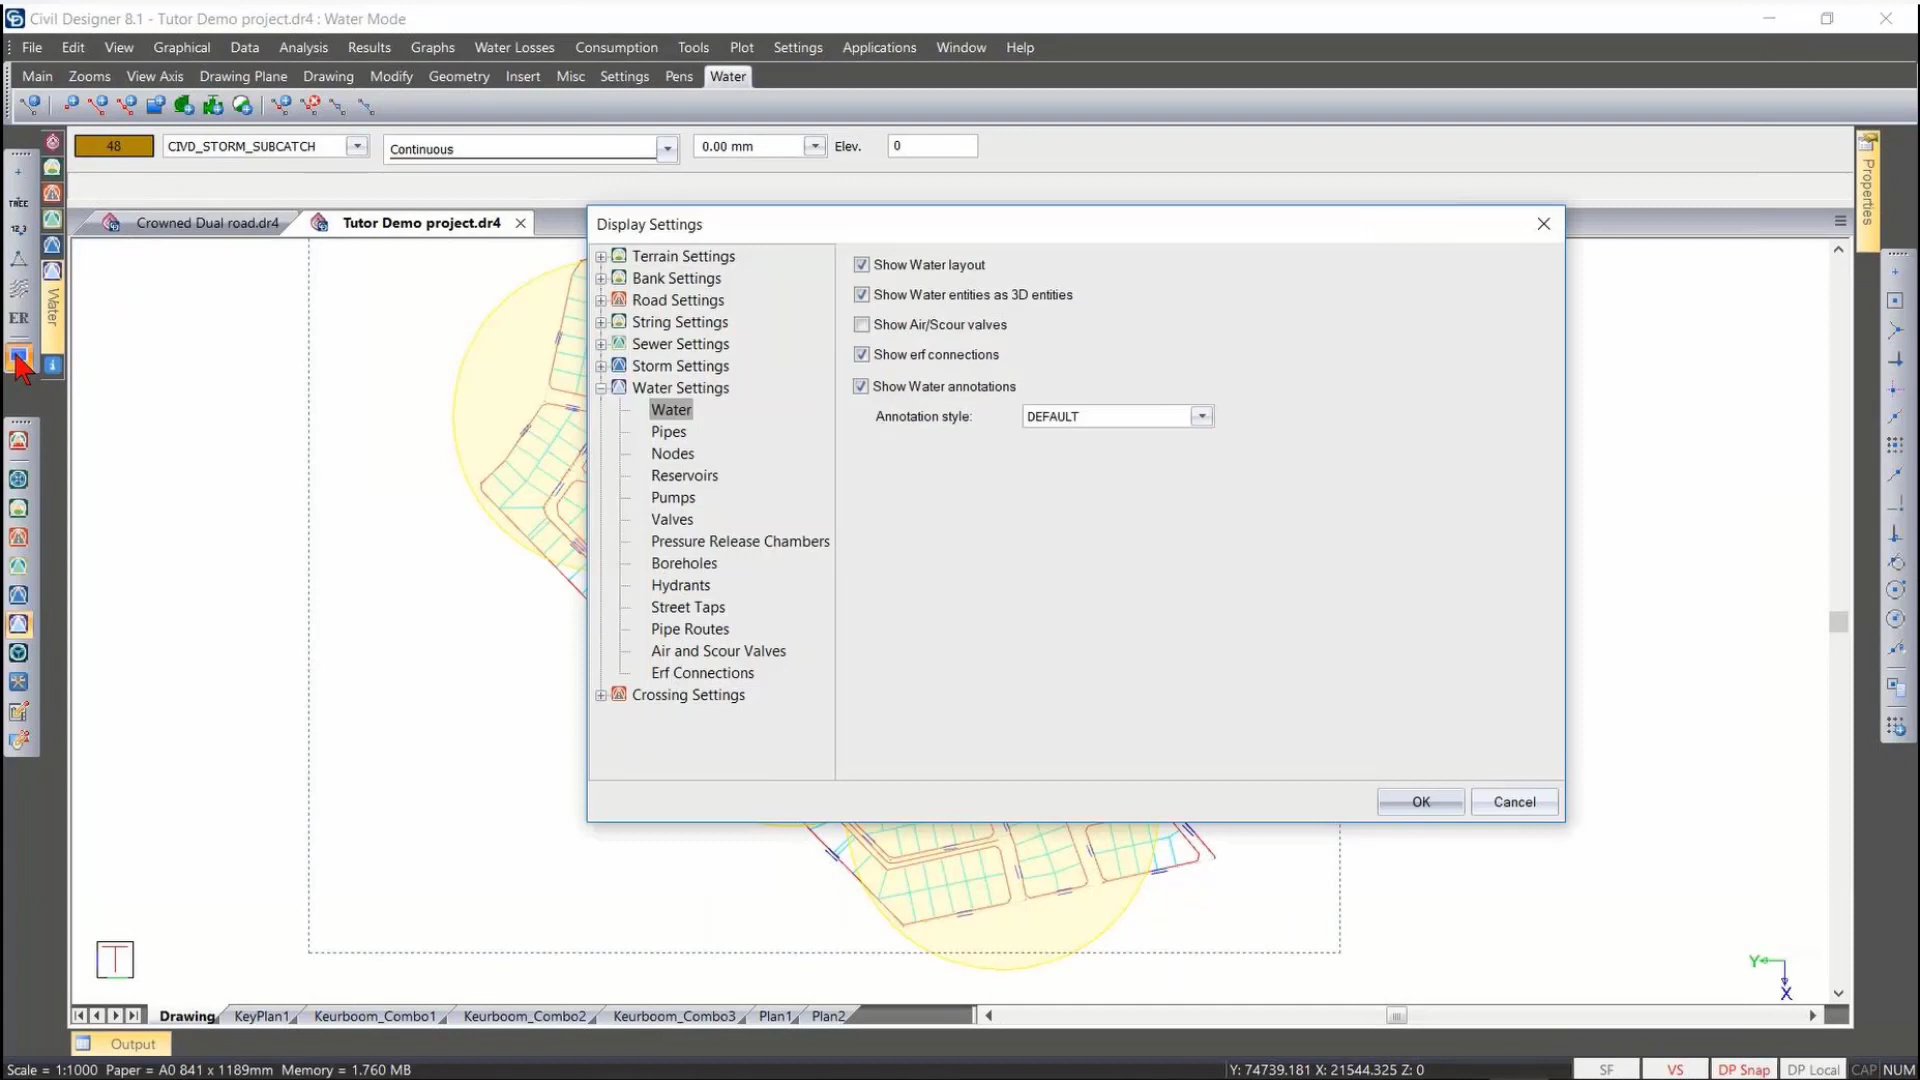 Civil Designer 8.1 - Tutor Demo project.dr4 : Water Mode
File Edit View Graphical Data Analysis Results Graphs Water Losses Consumption Tools Plot Settings Applications Window Help
Main Zooms View Axis Drawing Plane Drawing Modify Geometry Insert Misc Settings Pens Water
48 CIVD_STORM_SUBCATCH Continuous 0.00 mm Elev. 0
Properties
TREE
12.3
ER
Water
Crowned Dual road.dr4 Tutor Demo project.dr4
Display Settings
Terrain Settings
Bank Settings
Road Settings
String Settings
Sewer Settings
Storm Settings
Water Settings
Water
Pipes
Nodes
Reservoirs
Pumps
Valves
Pressure Release Chambers
Boreholes
Hydrants
Street Taps
Pipe Routes
Air and Scour Valves
Erf Connections
Crossing Settings
Show Water layout
Show Water entities as 3D entities
Show Air/Scour valves
Show erf connections
Show Water annotations
Annotation style: DEFAULT
OK Cancel
T
Y
X
Drawing KeyPlan1 Keurboom_Combo1 Keurboom_Combo2 Keurboom_Combo3 Plan1 Plan2
Output
Scale = 1:1000 Paper = A0 841 x 1189mm Memory = 1.760 MB Y: 74739.181 X: 21544.325 Z: 0 SF VS DP Snap DP Local CAP NUM